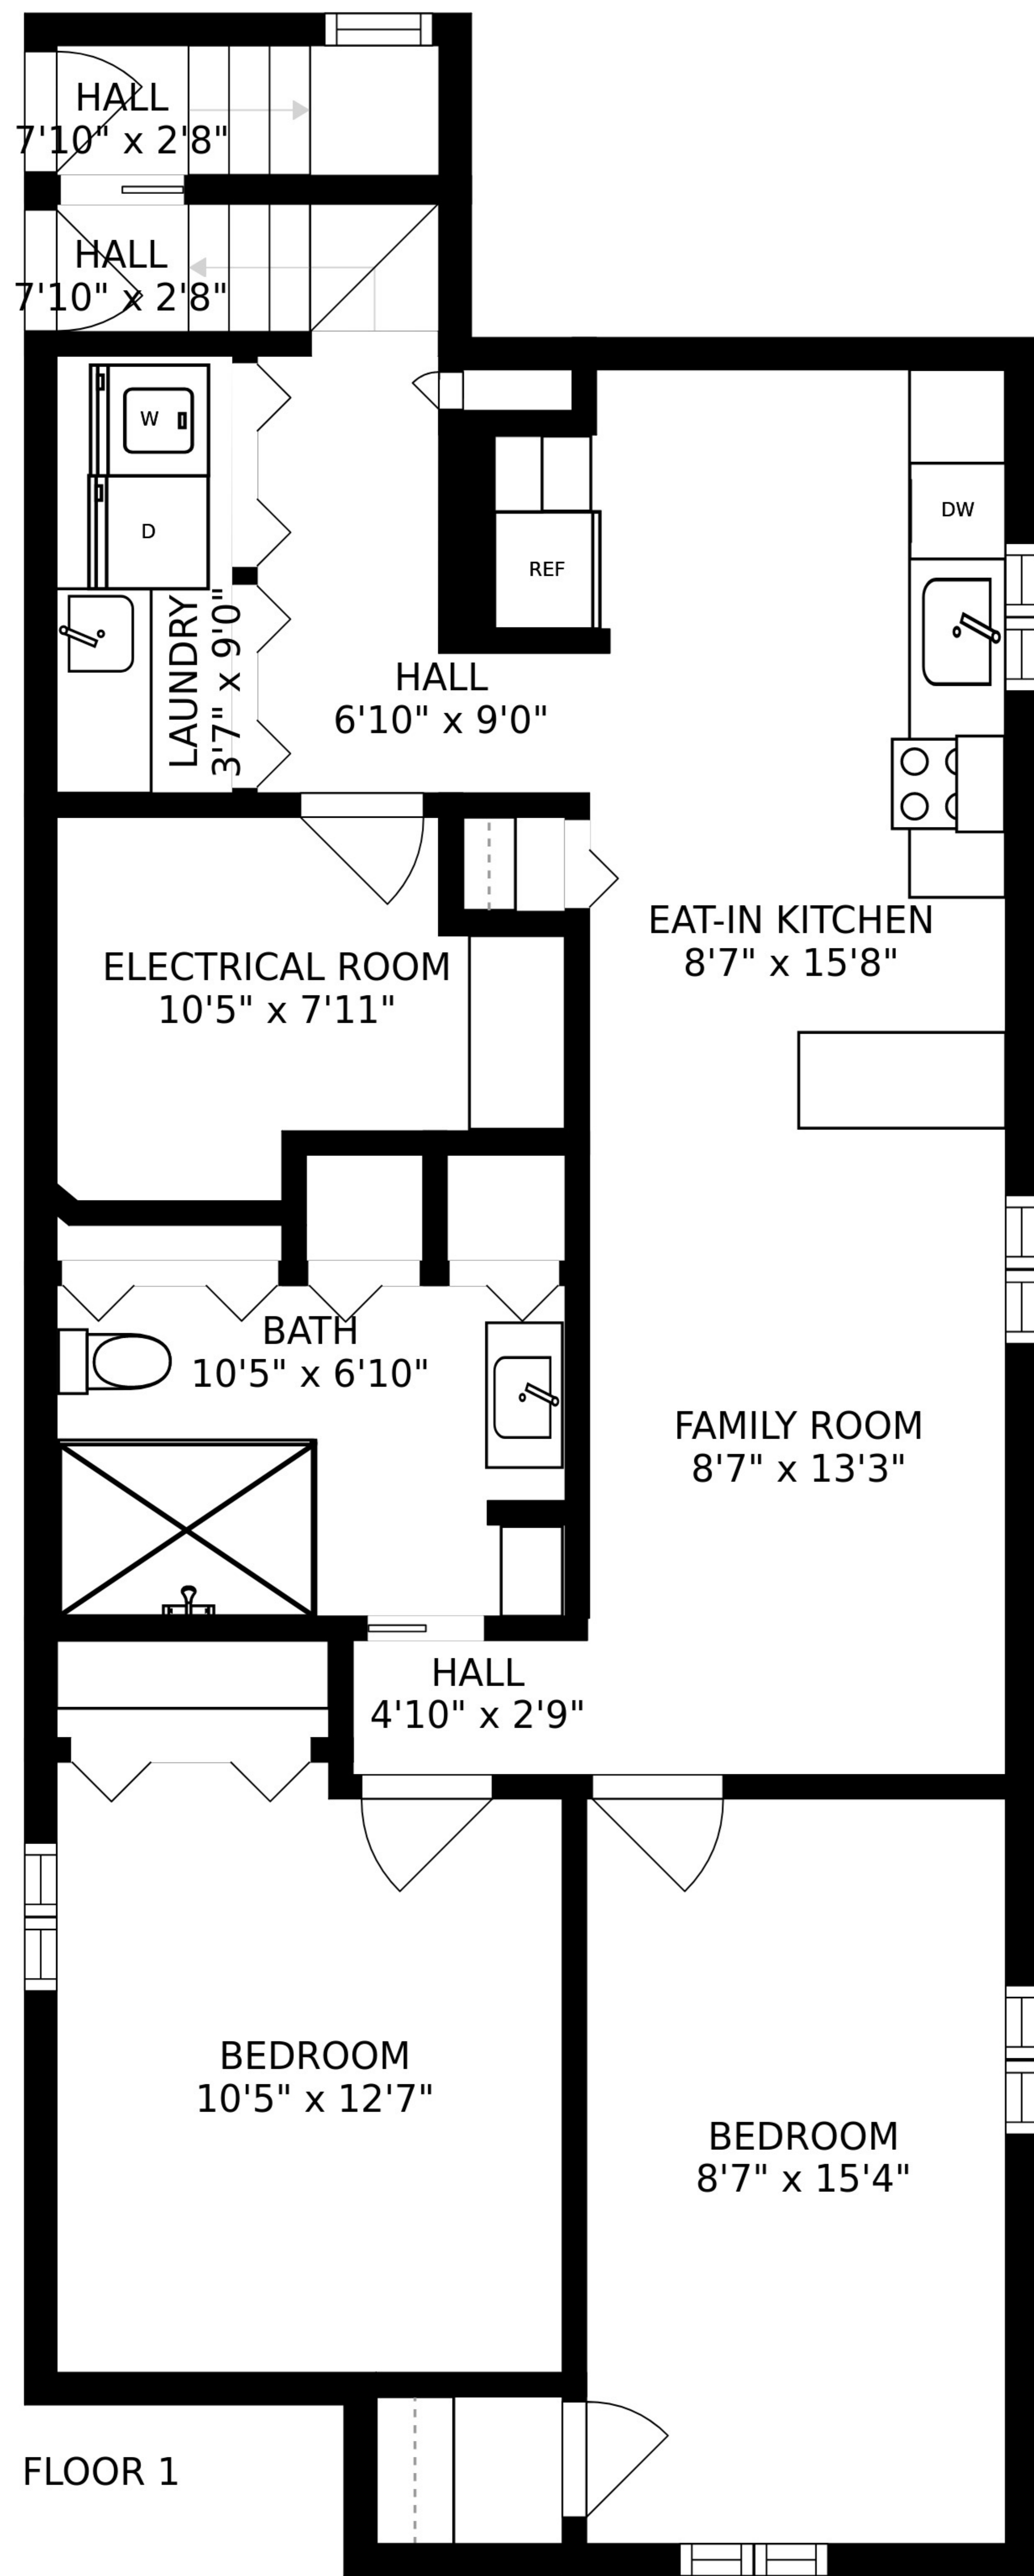 HALL
7'10" x 2'8"
HALL
7'10" x 2'8"
W
D
DW
REF
LAUNDRY
3'7" x 9'0"
HALL
6'10" x 9'0"
EAT-IN KITCHEN
8'7" x 15'8"
ELECTRICAL ROOM
10'5" x 7'11"
BATH
10'5" x 6'10"
FAMILY ROOM
8'7" x 13'3"
HALL
4'10" x 2'9"
BEDROOM
10'5" x 12'7"
BEDROOM
8'7" x 15'4"
FLOOR 1